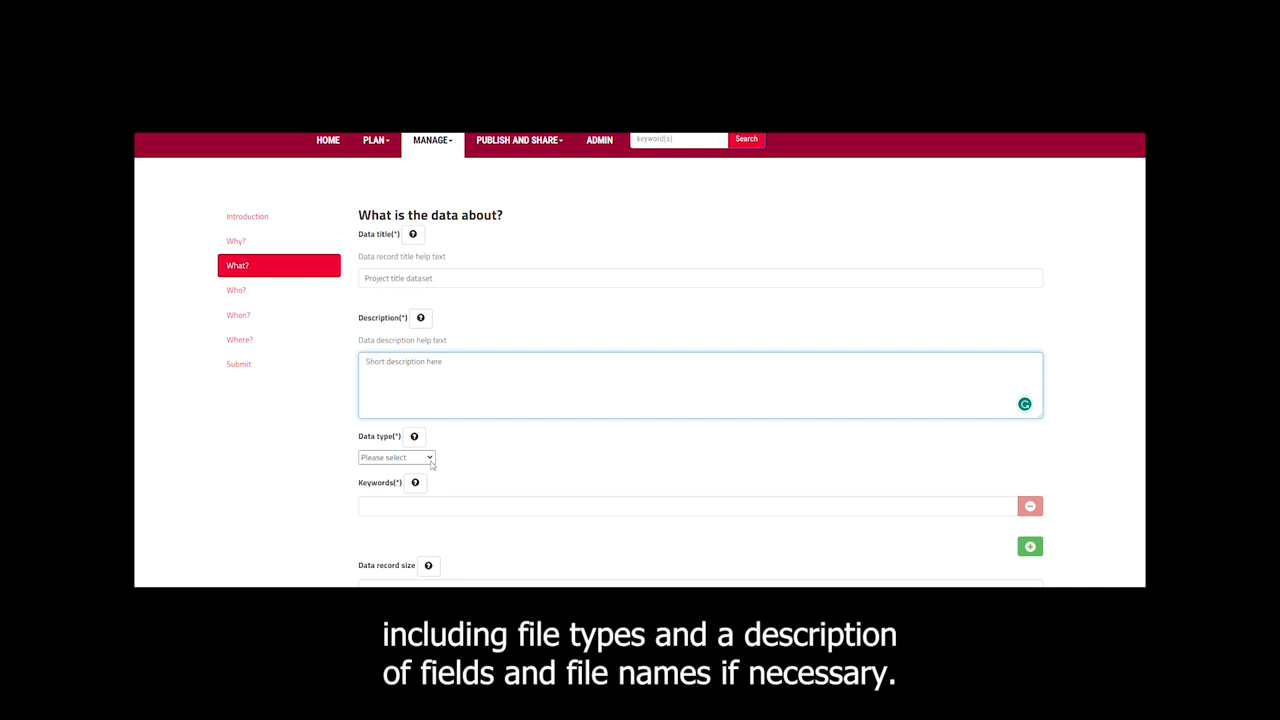 HOME PLAN MANAGE PUBLISH AND SHARE ADMIN keyword(s) Search
Introduction
Why?
What?
Who?
When?
Where?
Submit
What is the data about?
Data title(*)
Data record title help text
Project title dataset
Description(*)
Data description help text
Short description here
Data type(*)
Please select
Keywords(*)
Data record size
including file types and a description
of fields and file names if necessary.